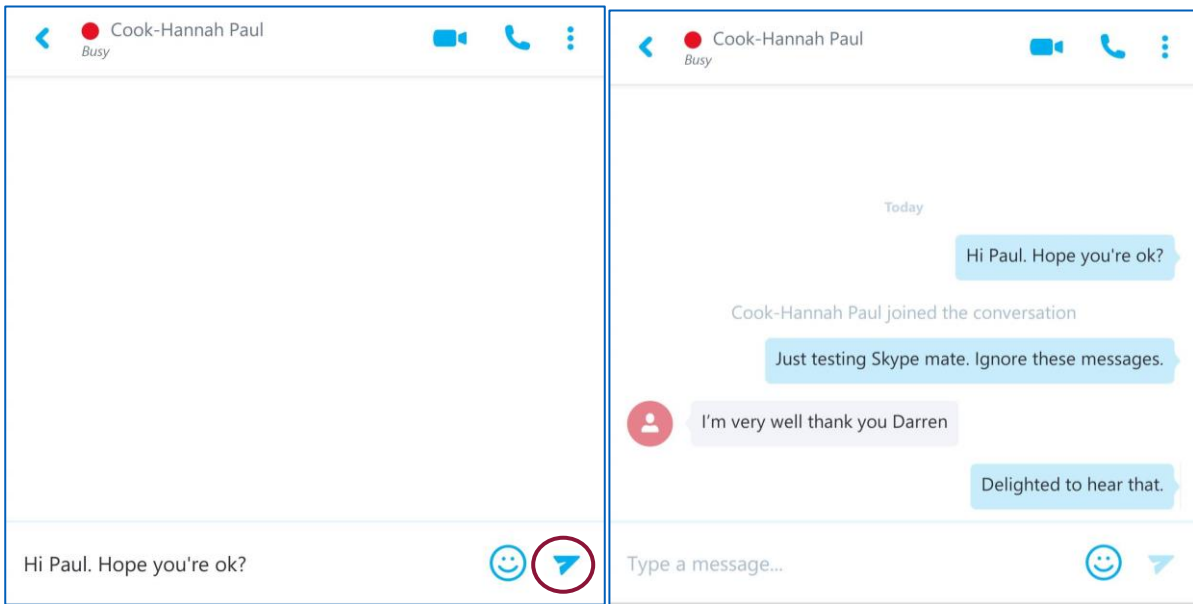 Cook-Hannah Paul
Busy
Hi Paul. Hope you're ok?
Cook-Hannah Paul
Busy
Today
Hi Paul. Hope you're ok?
Cook-Hannah Paul joined the conversation
Just testing Skype mate. Ignore these messages.
I'm very well thank you Darren
Delighted to hear that.
Type a message...